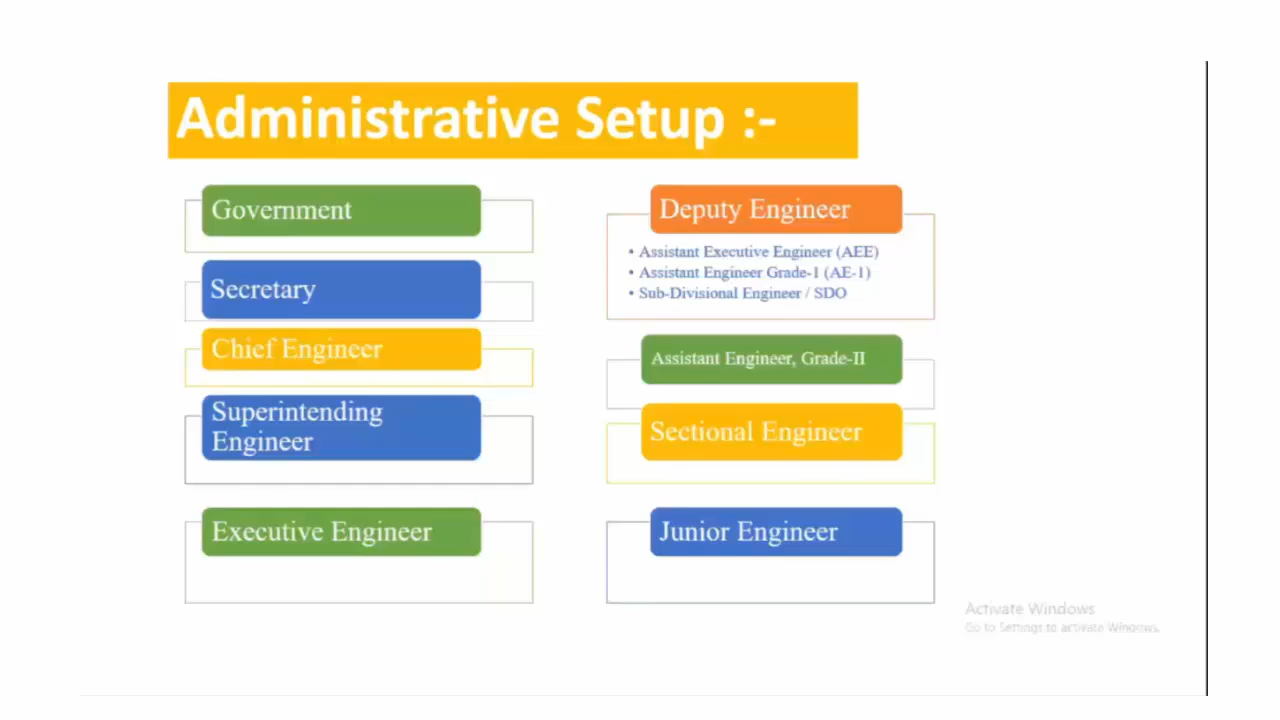 Administrative Setup :-
Government
Secretary
Chief Engineer
Superintending
Engineer
Executive Engineer
Deputy Engineer
• Assistant Executive Engineer (AEE)
• Assistant Engineer Grade-1 (AE-1)
• Sub-Divisional Engineer / SDO
Assistant Engineer, Grade-II
Sectional Engineer
Junior Engineer
Activate Windows
Go to Settings to activate Windows.